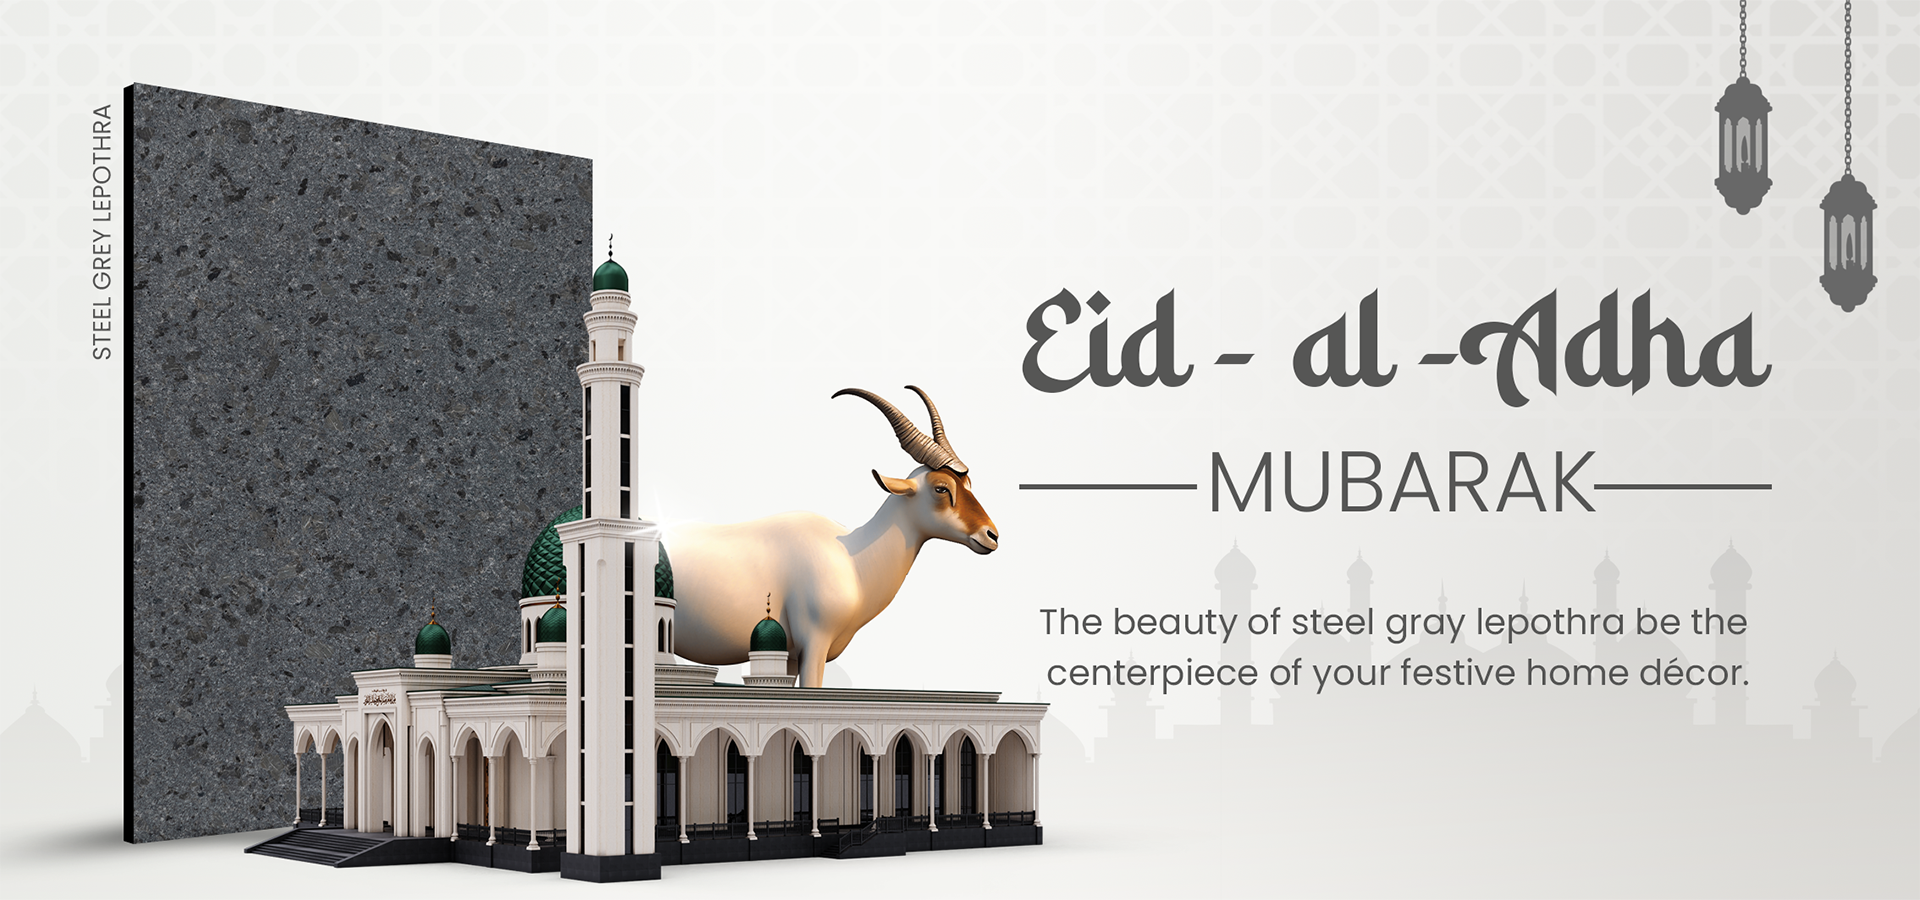 STEEL GREY LEPOTHRA
Eid - al -Adha
MUBARAK
The beauty of steel gray lepothra be the
centerpiece of your festive home décor.